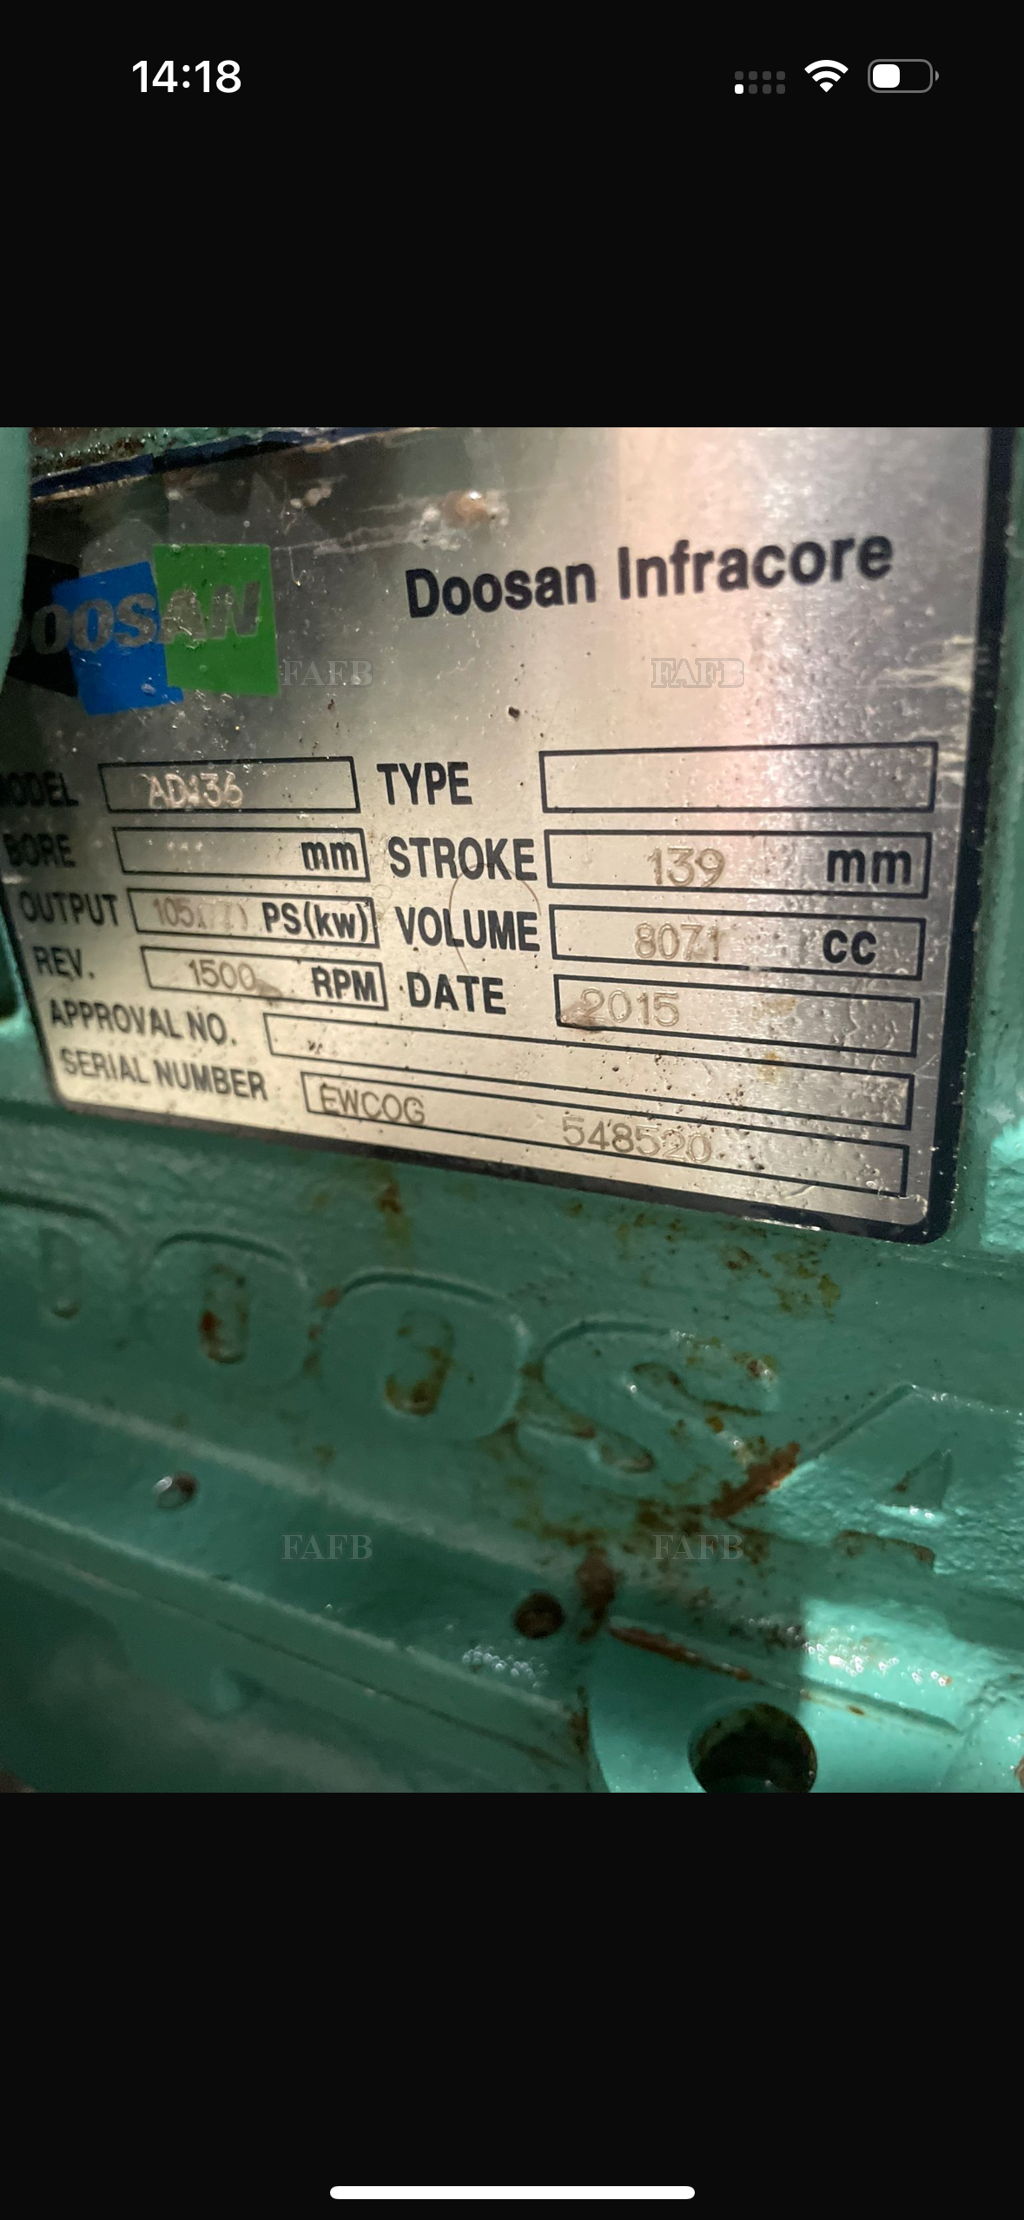 14:18
DOOSAN
Doosan Infracore
FAFB FAFB
MODEL AD136 TYPE
BORE mm STROKE 139 mm
OUTPUT PS(kw) VOLUME 8071 CC
REV. 1500 RPM DATE 2015
APPROVAL NO.
SERIAL NUMBER EWCOG 548520
DOOSA
FAFB FAFB